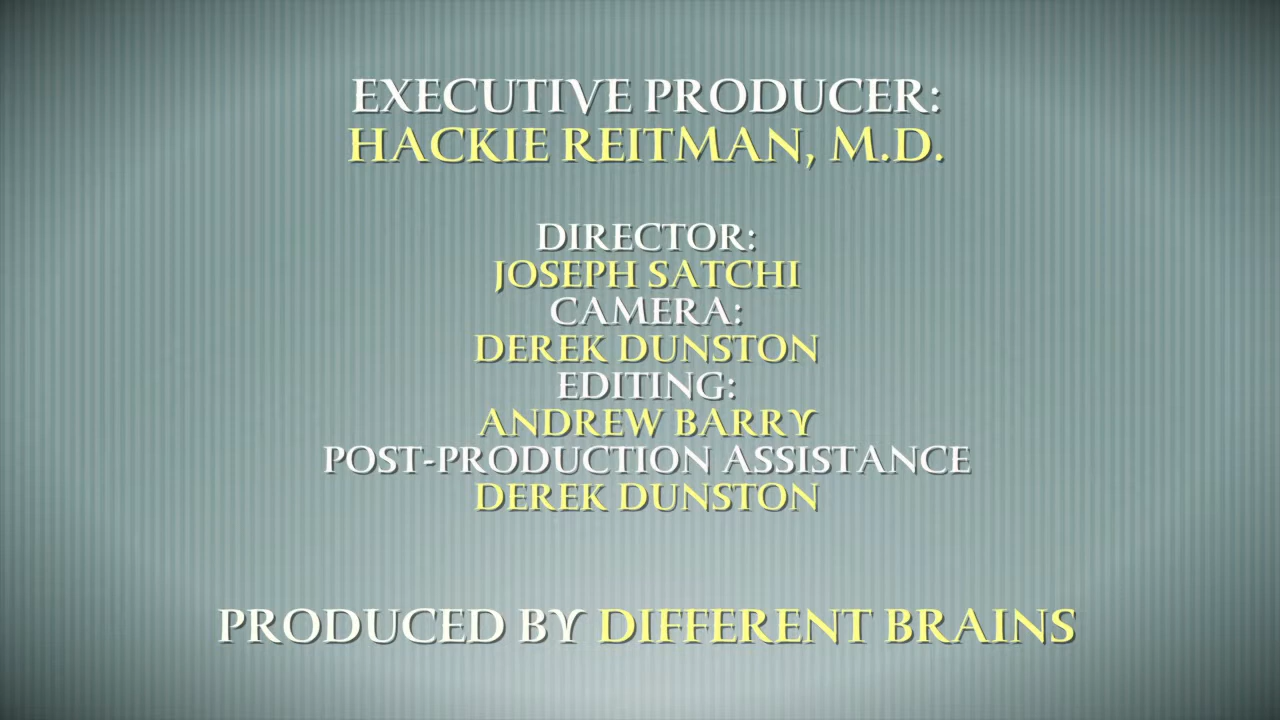 EXECUTIVE PRODUCER:
HACKIE REITMAN, M.D.
DIRECTOR:
JOSEPH SATCHI
CAMERA:
DEREK DUNSTON
EDITING:
ANDREW BARRY
POST-PRODUCTION ASSISTANCE
DEREK DUNSTON
PRODUCED BY DIFFERENT BRAINS